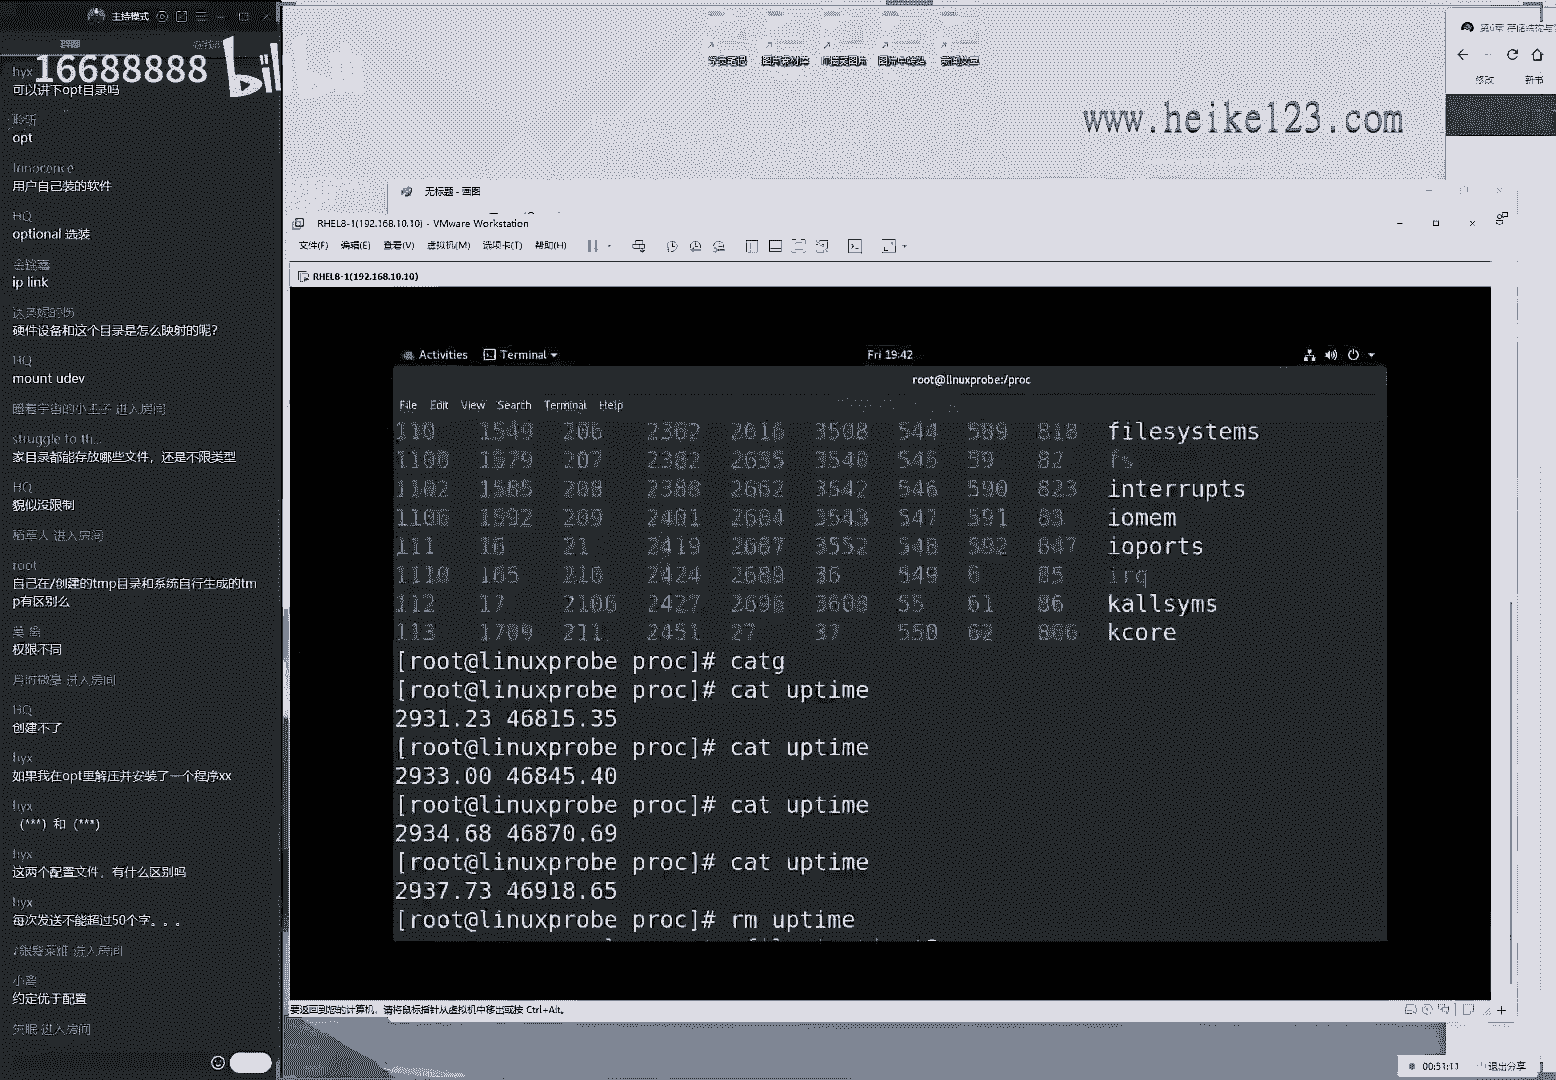 主持模式
16688888
bil
hyx
可以讲下opt目录吗
opt
Innocence
用户自己装的软件
HQ
optional 选装
ip link
硬件设备和这个目录是怎么映射的呢?
HQ
mount udev
进入房间
struggle to th...
家目录都能存放哪些文件，还是不限类型
HQ
貌似没限制
稻草人 进入房间
root
自己在/创建的tmp目录和系统自行生成的tm
p有区别么
权限不同
进入房间
HQ
创建不了
hyx
如果我在opt里解压并安装了一个程序xx
hyx
（***）和（***）
hyx
这两个配置文件，有什么区别吗
hyx
每次发送不能超过50个字。。。
进入房间
约定优于配置
进入房间
www.heike123.com
修改
新书
无标题 - 画图
RHEL8-1(192.168.10.10) - VMware Workstation
文件(F) 编辑(E) 查看(V) 虚拟机(M) 选项卡(T) 帮助(H)
RHEL8-1(192.168.10.10)
Activities Terminal Fri 19:42
root@linuxprobe:/proc
File Edit View Search Terminal Help
110 1549 206 2362 2616 3508 544 589 818 filesystems
1100 1579 207 2382 2635 3540 545 59 82 fs
1102 1585 208 2388 2662 3542 546 590 823 interrupts
1106 1592 209 2401 2684 3543 547 591 83 iomem
111 16 21 2419 2687 3552 548 592 847 ioports
1110 165 210 2424 2689 36 549 6 85 irq
112 17 2106 2427 2696 3608 55 61 86 kallsyms
113 1709 211 2451 27 37 550 62 866 kcore
[root@linuxprobe proc]# catg
[root@linuxprobe proc]# cat uptime
2931.23 46815.35
[root@linuxprobe proc]# cat uptime
2933.00 46845.40
[root@linuxprobe proc]# cat uptime
2934.68 46870.69
[root@linuxprobe proc]# cat uptime
2937.73 46918.65
[root@linuxprobe proc]# rm uptime
要返回到您的计算机，请将鼠标指针从虚拟机中移出或按 Ctrl+Alt。
00:51:11 退出分享